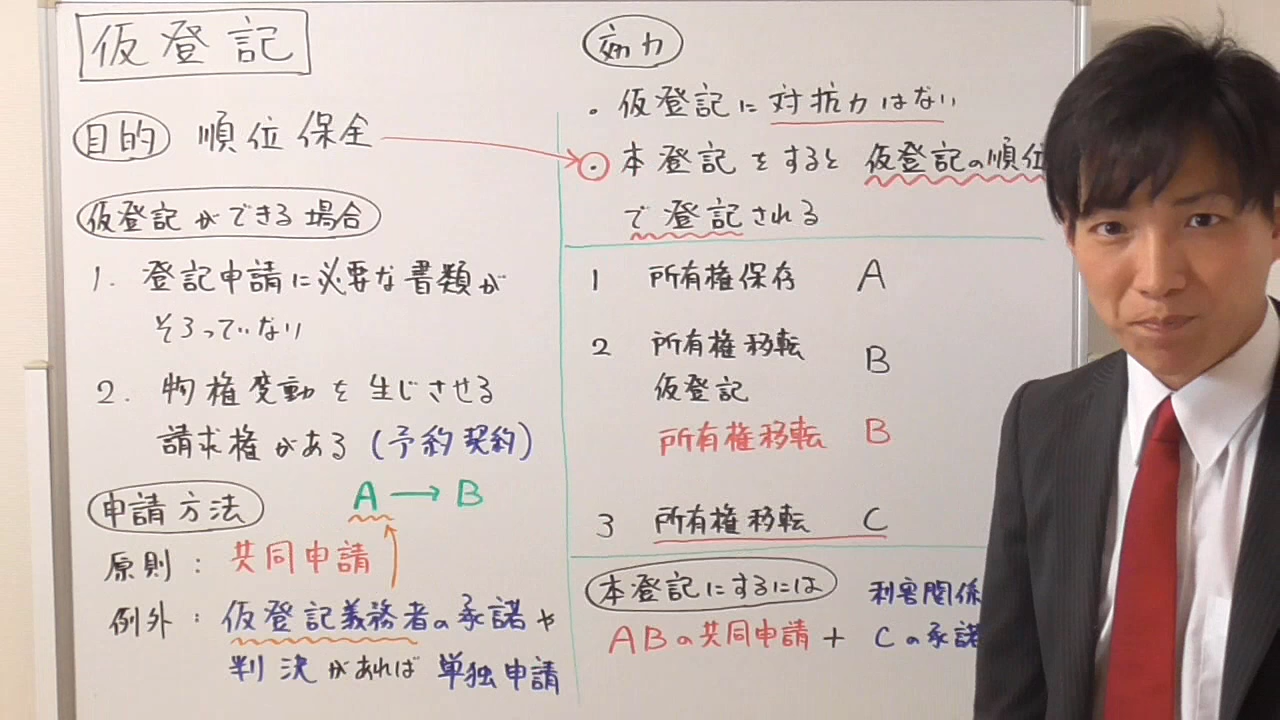 仮登記
目的 順位保全
仮登記ができる場合
1. 登記申請に必要な書類が
そろっていない
2. 物権変動を生じさせる
請求権がある (予約契約)
申請方法 A → B
原則: 共同申請
例外: 仮登記義務者の承諾や
判決があれば 単独申請
効力
・仮登記に対抗力はない
・本登記をすると 仮登記の順位
で登記される
1 所有権保存 A
2 所有権移転 B
仮登記
所有権移転 B
3 所有権移転 C
本登記にするには 利害関係
ABの共同申請 + Cの承諾